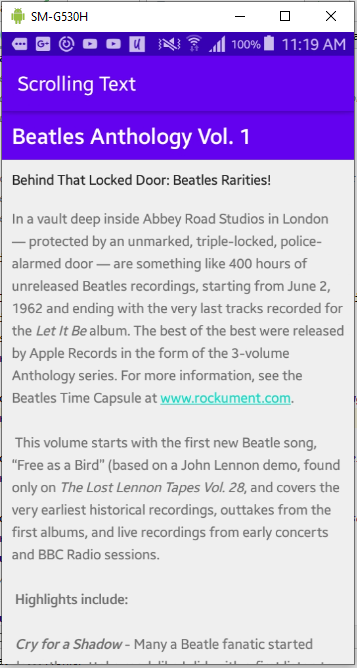 SM-G530H
100% 11:19 AM
Scrolling Text
Beatles Anthology Vol. 1
Behind That Locked Door: Beatles Rarities!
In a vault deep inside Abbey Road Studios in London
— protected by an unmarked, triple-locked, police-
alarmed door — are something like 400 hours of
unreleased Beatles recordings, starting from June 2,
1962 and ending with the very last tracks recorded for
the Let It Be album. The best of the best were released
by Apple Records in the form of the 3-volume
Anthology series. For more information, see the
Beatles Time Capsule at www.rockument.com.
This volume starts with the first new Beatle song,
“Free as a Bird” (based on a John Lennon demo, found
only on The Lost Lennon Tapes Vol. 28, and covers the
very earliest historical recordings, outtakes from the
first albums, and live recordings from early concerts
and BBC Radio sessions.
Highlights include:
Cry for a Shadow - Many a Beatle fanatic started